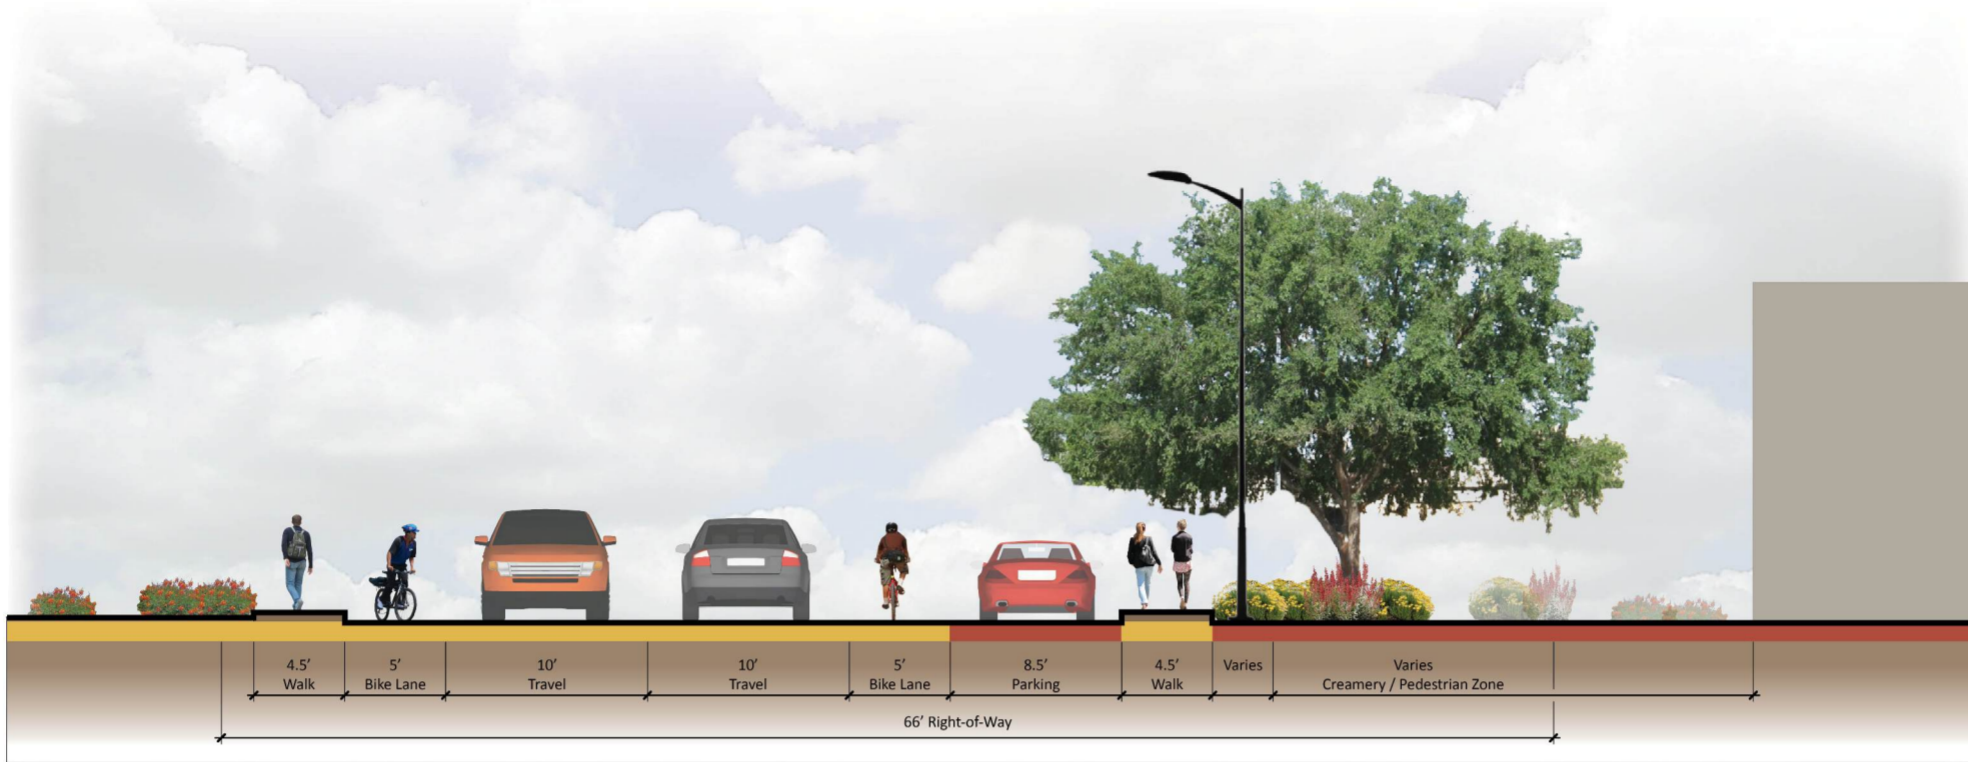 4.5'
Walk
5'
Bike Lane
10'
Travel
10'
Travel
5'
Bike Lane
8.5'
Parking
4.5'
Walk
Varies
Varies
Creamery / Pedestrian Zone
66' Right-of-Way